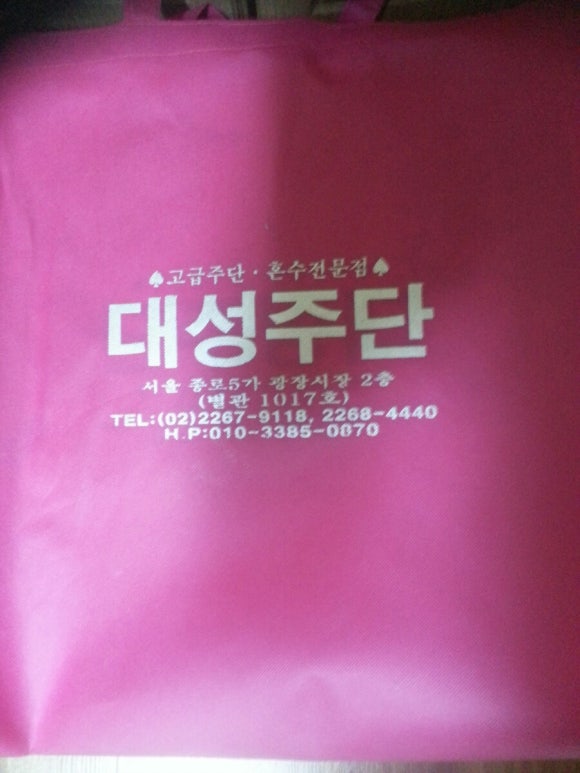 ♠고급주단 · 혼수전문점♠
대성주단
서울 종로5가 광장시장 2층
(별관 1017호)
TEL:(02)2267-9118, 2268-4440
H.P:010-3385-0870